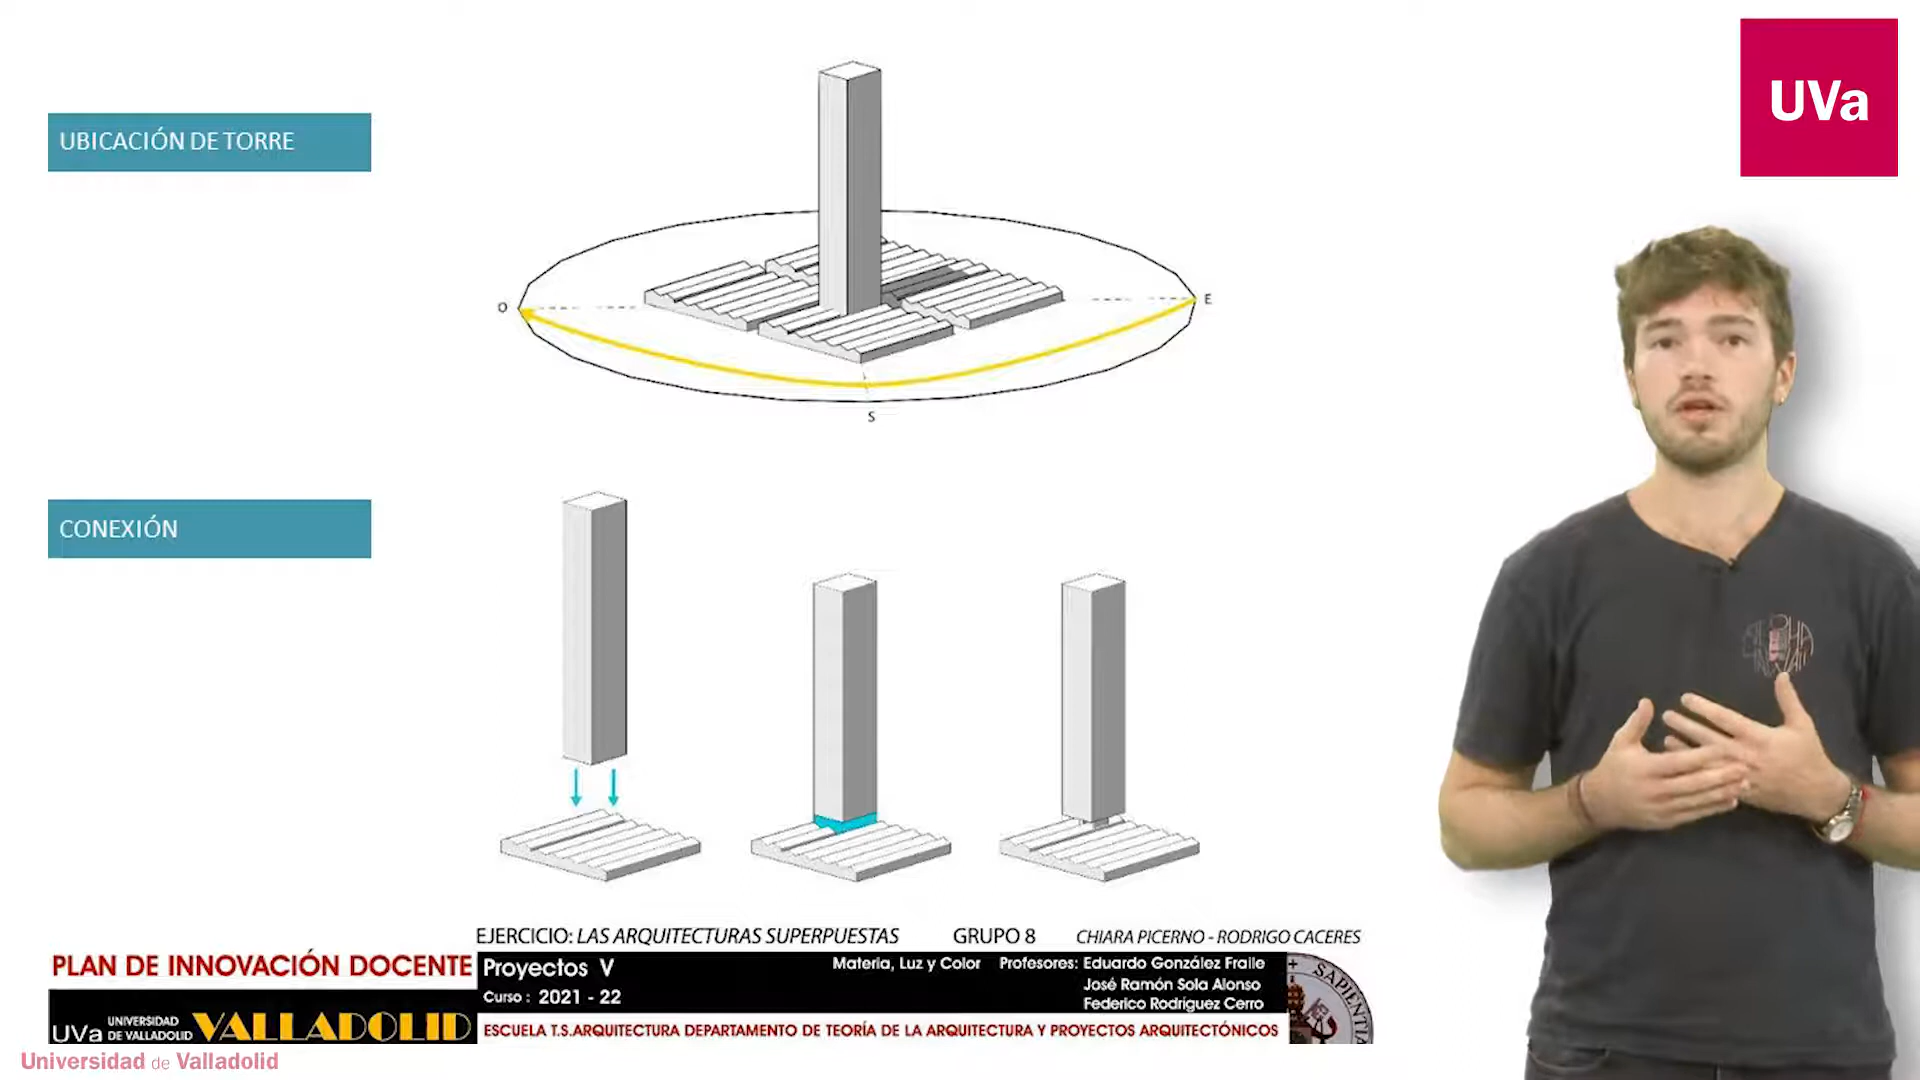 UVa
UBICACIÓN DE TORRE
O
E
S
CONEXIÓN
EJERCICIO: LAS ARQUITECTURAS SUPERPUESTAS GRUPO 8 CHIARA PICERNO - RODRIGO CACERES
PLAN DE INNOVACIÓN DOCENTE
Proyectos V
Materia, Luz y Color Profesores: Eduardo González Fraile
José Ramón Sola Alonso
Federico Rodríguez Cerro
Curso : 2021 - 22
UVa UNIVERSIDAD DE VALLADOLID VALLADOLID
ESCUELA T.S.ARQUITECTURA DEPARTAMENTO DE TEORÍA DE LA ARQUITECTURA Y PROYECTOS ARQUITECTÓNICOS
Universidad de Valladolid